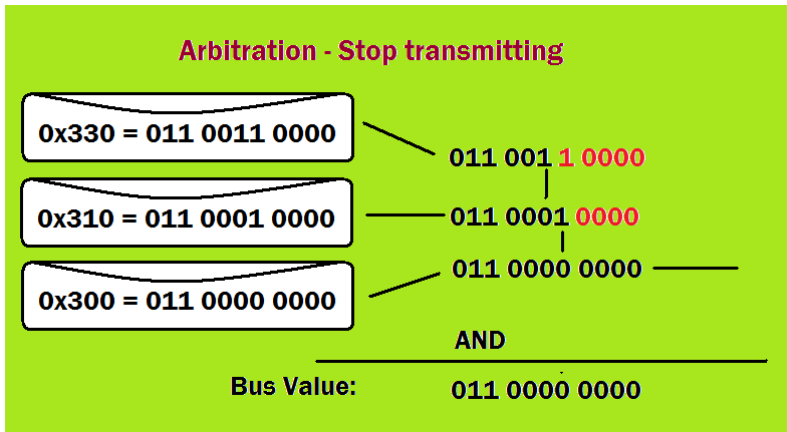 Arbitration - Stop transmitting
0x330 = 011 0011 0000
011 001 1 0000
0x310 = 011 0001 0000
011 0001 0000
0x300 = 011 0000 0000
011 0000 0000
AND
Bus Value: 011 0000 0000